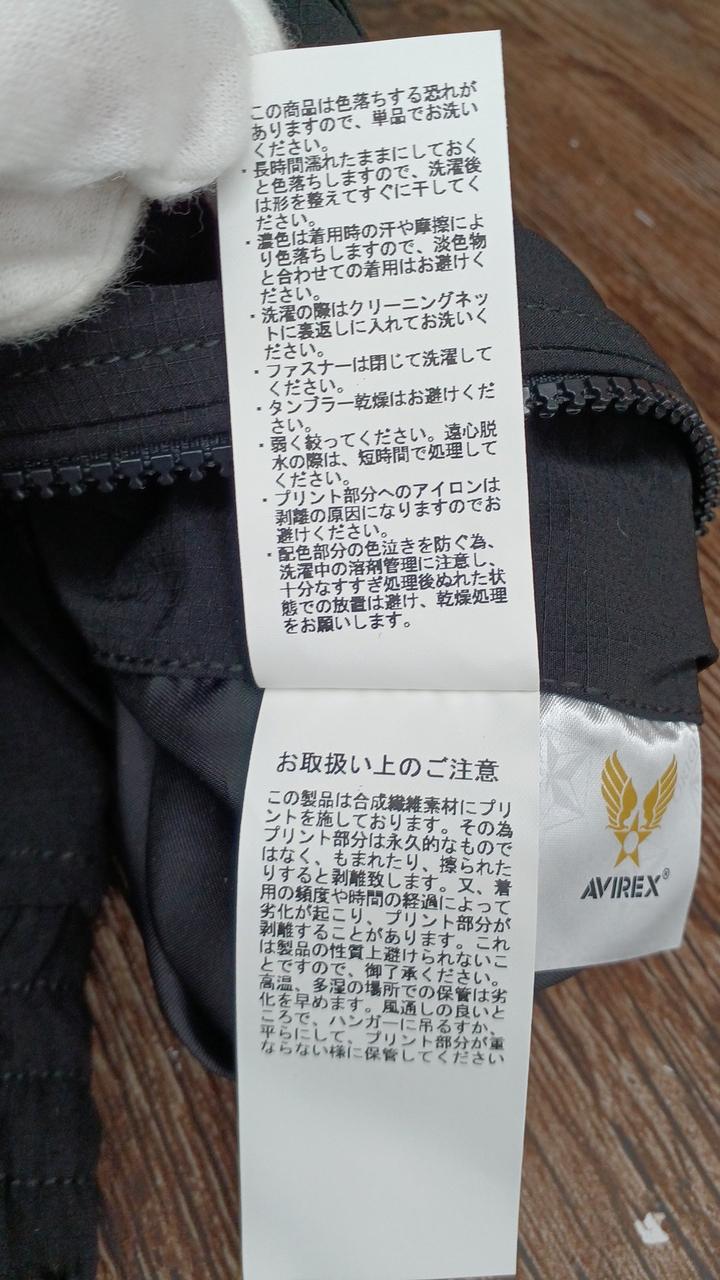 この商品は色落ちする恐れが
ありますので、単品でお洗い
ください。
・長時間濡れたままにしておく
と色落ちしますので、洗濯後
は形を整えてすぐに干してく
ださい。
・濃色は着用時の汗や摩擦によ
り色落ちしますので、淡色物
と合わせての着用はお避けく
ださい。
・洗濯の際はクリーニングネッ
トに裏返しに入れてお洗いく
ださい。
・ファスナーは閉じて洗濯して
ください。
・タンブラー乾燥はお避けくだ
さい。
・弱く絞ってください。遠心脱
水の際は、短時間で処理して
ください。
・プリント部分へのアイロンは
剥離の原因になりますのでお
避けください。
・配色部分の色泣きを防ぐ為、
洗濯中の溶剤管理に注意し、
十分なすすぎ処理後ぬれた状
態での放置は避け、乾燥処理
をお願いします。
お取扱い上のご注意
この製品は合成繊維素材にプリ
ントを施しております。その為
プリント部分は永久的なもので
はなく、もまれたり、擦られた
りすると剥離致します。又、着
用の頻度や時間の経過によって
劣化が起こり、プリント部分が
剥離することがあります。これ
は製品の性質上避けられないこ
とですので、御了承ください。
高温、多湿の場所での保管は劣
化を早めます。風通しの良いと
ころで、ハンガーに吊るすか、
平らにして、プリント部分が重
ならない様に保管してください
AVIREX®